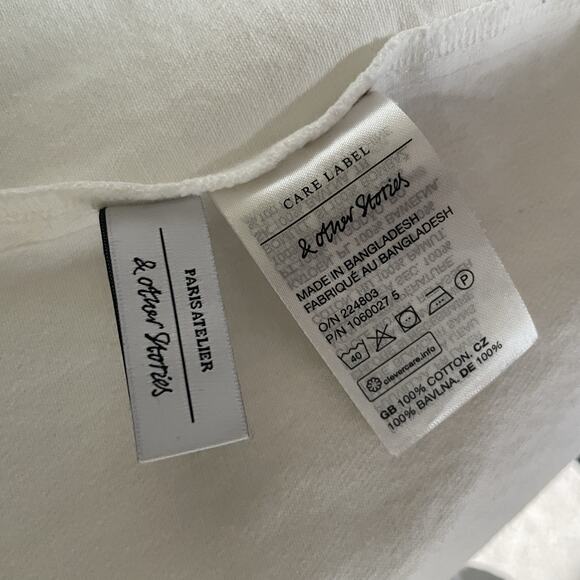 PARIS ATELIER
& Other Stories
CARE LABEL
& Other Stories
MADE IN BANGLADESH
FABRIQUÉ AU BANGLADESH
O/N 224803
P/N 1060027 5
40
P
clevercare.info
GB 100% COTTON. CZ
100% BAVLNA. DE 100%